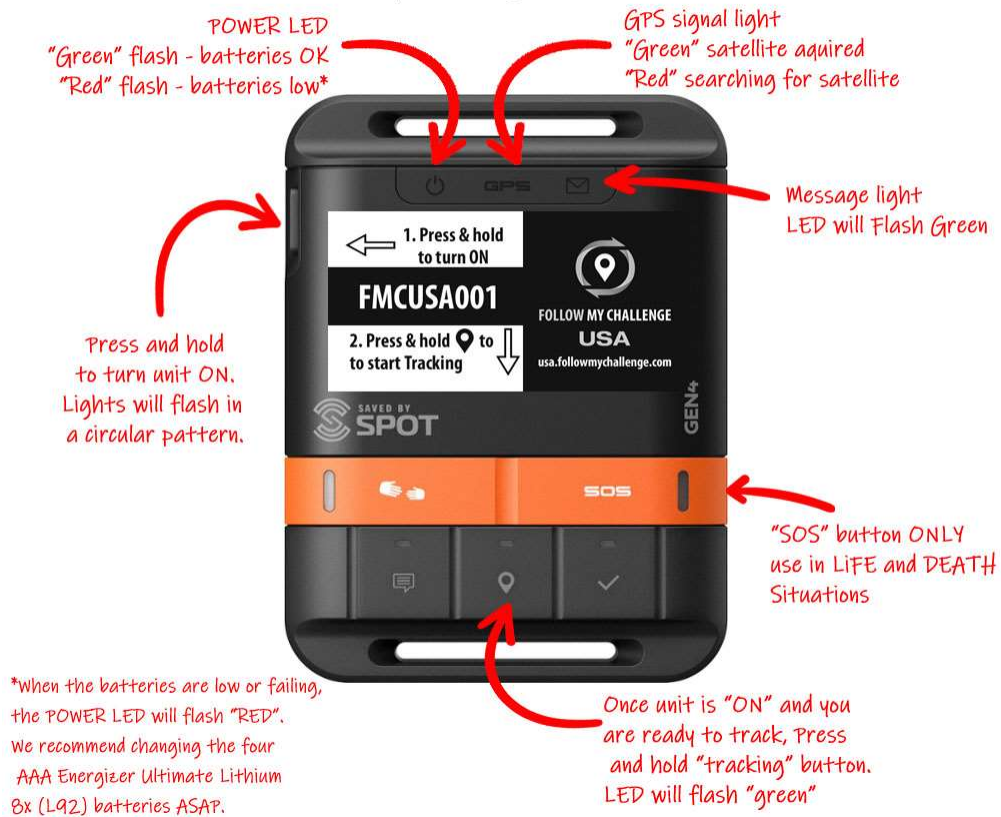 POWER LED
"Green" flash - batteries OK
"Red" flash - batteries low*
GPS signal light
"Green" satellite aquired
"Red" searching for satellite
GPS
Message light
LED will Flash Green
1. Press & hold
to turn ON
FMCUSA001
2. Press & hold to
to start Tracking
FOLLOW MY CHALLENGE
USA
usa.followmychallenge.com
Press and hold
to turn unit ON.
Lights will flash in
a circular pattern.
SAVED BY
SPOT
GEN4
SOS
"SOS" button ONLY
use in LiFE and DEATH
Situations
*When the batteries are low or failing,
the POWER LED will flash "RED".
We recommend changing the four
AAA Energizer Ultimate Lithium
8x (L92) batteries ASAP.
Once unit is "ON" and you
are ready to track, Press
and hold "tracking" button.
LED will flash "green"